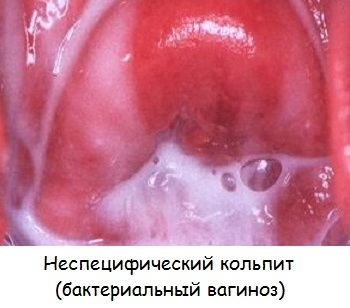 Неспецифический кольпит
(бактериальный вагиноз)